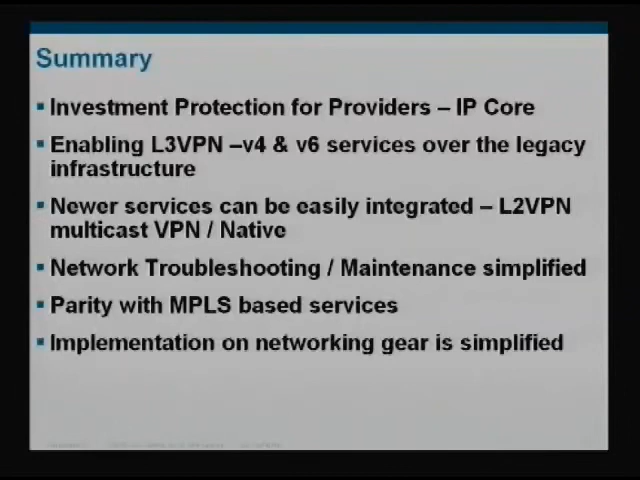 Summary
Investment Protection for Providers – IP Core
Enabling L3VPN –v4 & v6 services over the legacy
infrastructure
Newer services can be easily integrated – L2VPN
multicast VPN / Native
Network Troubleshooting / Maintenance simplified
Parity with MPLS based services
Implementation on networking gear is simplified